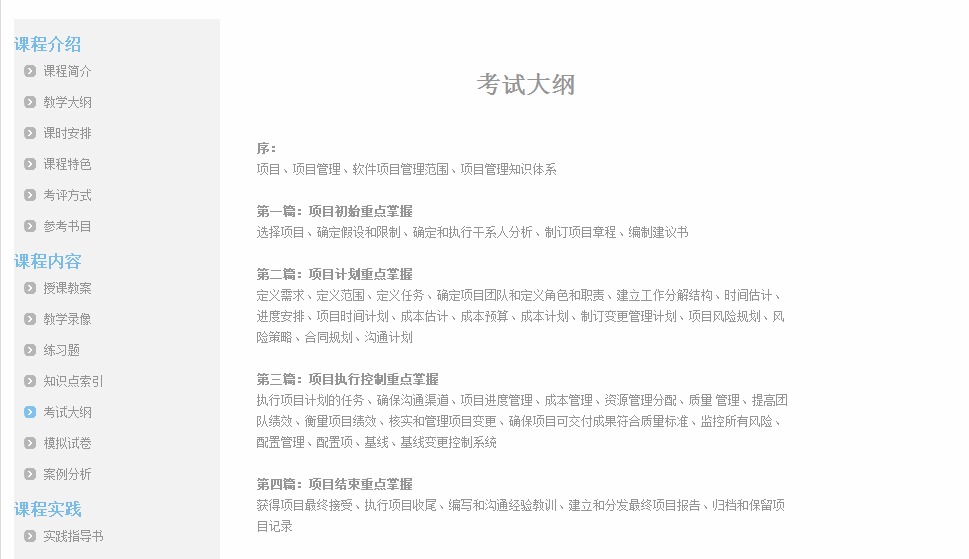 课程介绍
课程简介
教学大纲
课时安排
课程特色
考评方式
参考书目
课程内容
授课教案
教学录像
练习题
知识点索引
考试大纲
模拟试卷
案例分析
课程实践
实践指导书
考试大纲
序：
项目、项目管理、软件项目管理范围、项目管理知识体系
第一篇：项目初始重点掌握
选择项目、确定假设和限制、确定和执行干系人分析、制订项目章程、编制建议书
第二篇：项目计划重点掌握
定义需求、定义范围、定义任务、确定项目团队和定义角色和职责、建立工作分解结构、时间估计、
进度安排、项目时间计划、成本估计、成本预算、成本计划、制订变更管理计划、项目风险规划、风
险策略、合同规划、沟通计划
第三篇：项目执行控制重点掌握
执行项目计划的任务、确保沟通渠道、项目进度管理、成本管理、资源管理分配、质量 管理、提高团
队绩效、衡量项目绩效、核实和管理项目变更、确保项目可交付成果符合质量标准、监控所有风险、
配置管理、配置项、基线、基线变更控制系统
第四篇：项目结束重点掌握
获得项目最终接受、执行项目收尾、编写和沟通经验教训、建立和分发最终项目报告、归档和保留项
目记录